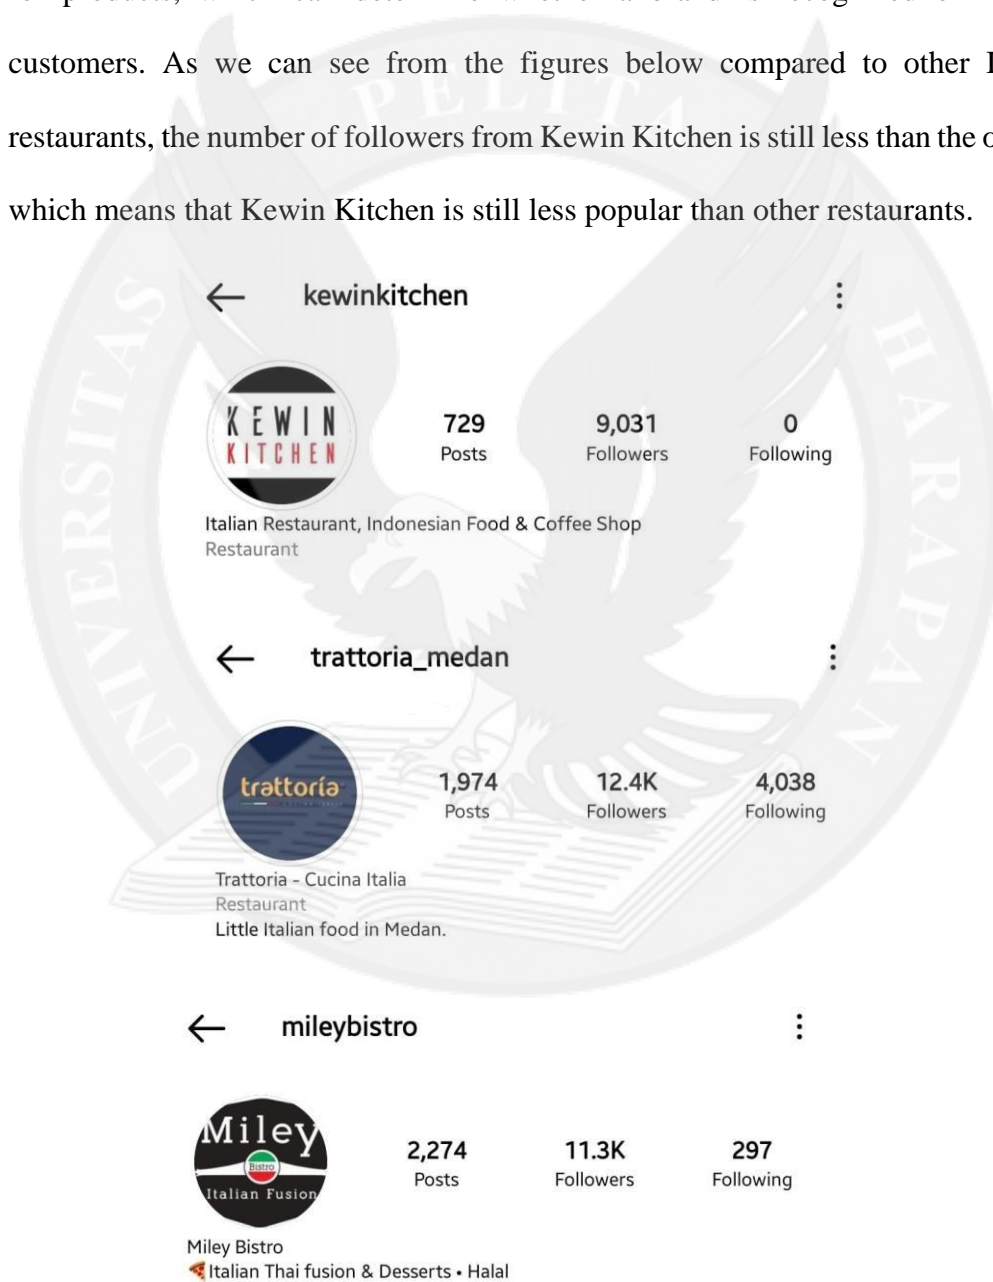 customers. As we can see from the figures below compared to other
restaurants, the number of followers from Kewin Kitchen is still less than the
which means that Kewin Kitchen is still less popular than other restaurants.
PELITA
UNIVERSITAS
HARAPAN
kewinkitchen
KEWIN
KITCHEN
729 9,031 0
Posts Followers Following
Italian Restaurant, Indonesian Food & Coffee Shop
Restaurant
trattoria_medan
trattoría
1,974 12.4K 4,038
Posts Followers Following
Trattoria - Cucina Italia
Restaurant
Little Italian food in Medan.
mileybistro
Miley
Bistro
Italian Fusion
2,274 11.3K 297
Posts Followers Following
Miley Bistro
🍕Italian Thai fusion & Desserts • Halal